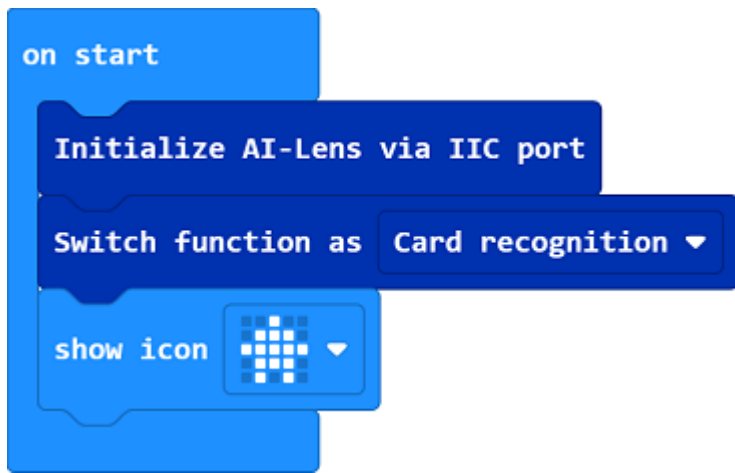 on start
Initialize AI-Lens via IIC port
Switch function as Card recognition
show icon